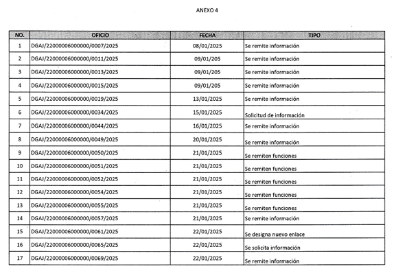 ANEXO 4
NO. OFICIO FECHA TIPO
1 DGAJ/22000006000000/0007/2025 08/01/2025 Se remite información
2 DGAJ/22000006000000/0011/2025 09/01/205 Se remite información
3 DGAJ/22000006000000/0013/2025 09/01/205 Se remite información
4 DGAJ/22000006000000/0015/2025 09/01/205 Se remite información
5 DGAJ/22000006000000/0019/2025 13/01/2025 Se remite información
6 DGAJ/22000006000000/0034/2025 15/01/2025 Solicitud de información
7 DGAJ/22000006000000/0044/2025 16/01/2025 Se remite información
8 DGAJ/22000006000000/0049/2025 20/01/2025 Se remite información
9 DGAJ/22000006000000/0050/2025 21/01/2025 Se remiten funciones
10 DGAJ/22000006000000/0051/2025 21/01/2025 Se remiten funciones
11 DGAJ/22000006000000/0052/2025 21/01/2025 Se remiten funciones
12 DGAJ/22000006000000/0054/2025 21/01/2025 Se remiten funciones
13 DGAJ/22000006000000/0055/2025 21/01/2025 Se remiten funciones
14 DGAJ/22000006000000/0057/2025 21/01/2025 Se remite información
15 DGAJ/22000006000000/0061/2025 22/01/2025 Se designa nuevo enlace
16 DGAJ/22000006000000/0065/2025 22/01/2025 Se solicita información
17 DGAJ/22000006000000/0069/2025 22/01/2025 Se remite información